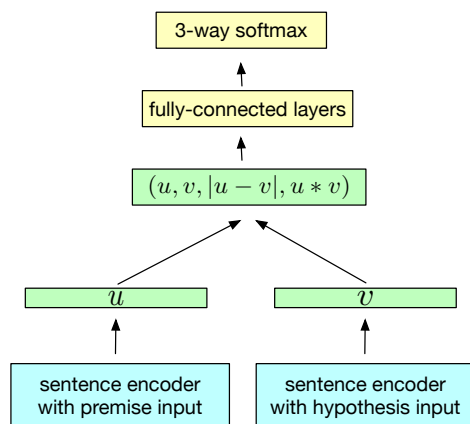 3-way softmax
fully-connected layers
(u, v, |u − v|, u ∗ v)
u
v
sentence encoder
with premise input
sentence encoder
with hypothesis input